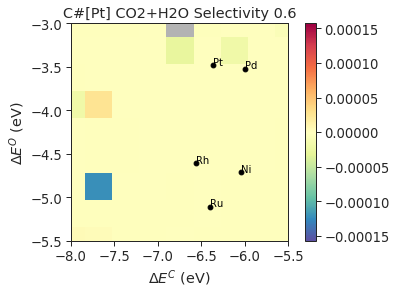 C#[Pt] CO2+H2O Selectivity 0.6
−3.0
−3.5
−4.0
−4.5
−5.0
−5.5
ΔE^O (eV)
Pt
Pd
Rh
Ni
Ru
−8.0 −7.5 −7.0 −6.5 −6.0 −5.5
ΔE^C (eV)
0.00015
0.00010
0.00005
0.00000
−0.00005
−0.00010
−0.00015